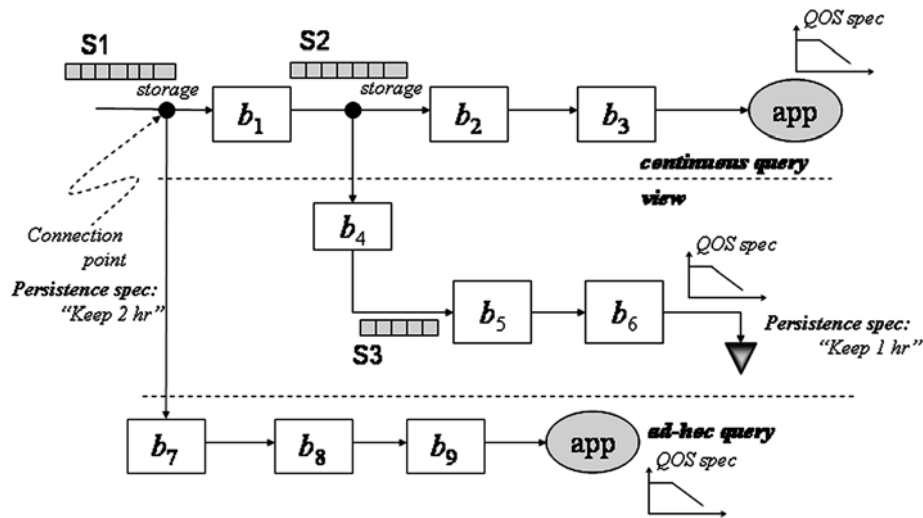 QOS spec
S1
S2
storage
storage
b1
b2
b3
app
continuous query
view
Connection
point
b4
QOS spec
Persistence spec:
“Keep 2 hr”
b5
b6
Persistence spec:
“Keep 1 hr”
S3
b7
b8
b9
app
ad-hoc query
QOS spec